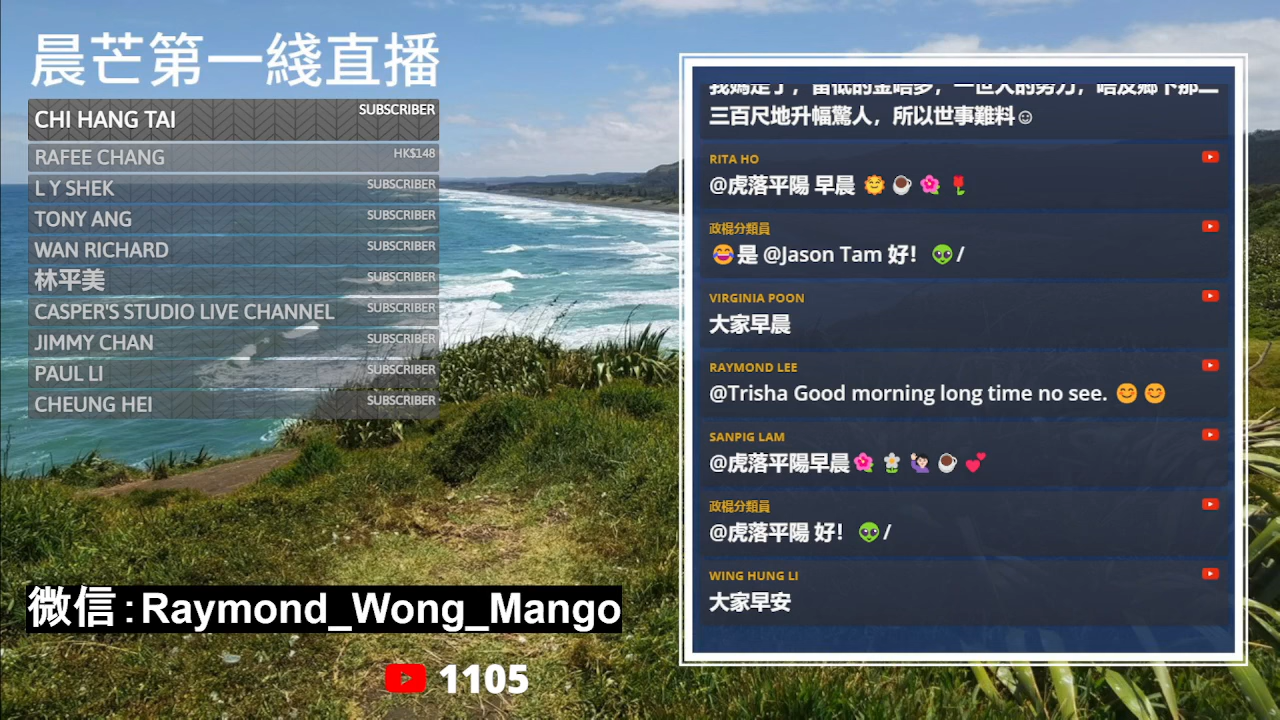 晨芒第一綫直播
CHI HANG TAI SUBSCRIBER
RAFEE CHANG HK$148
L Y SHEK SUBSCRIBER
TONY ANG SUBSCRIBER
WAN RICHARD SUBSCRIBER
林平美 SUBSCRIBER
CASPER'S STUDIO LIVE CHANNEL SUBSCRIBER
JIMMY CHAN SUBSCRIBER
PAUL LI SUBSCRIBER
CHEUNG HEI SUBSCRIBER
微信:Raymond_Wong_Mango
1105
三百尺地升幅驚人，所以世事難料☺
RITA HO
@虎落平陽 早晨 🌞 ☕ 🌺 🌷
政棍分類員
😂是 @Jason Tam 好！ 👽/
VIRGINIA POON
大家早晨
RAYMOND LEE
@Trisha Good morning long time no see. 😊 😊
SANPIG LAM
@虎落平陽早晨🌺 🌼 🙋🏻 ☕ 💕
政棍分類員
@虎落平陽 好！ 👽/
WING HUNG LI
大家早安